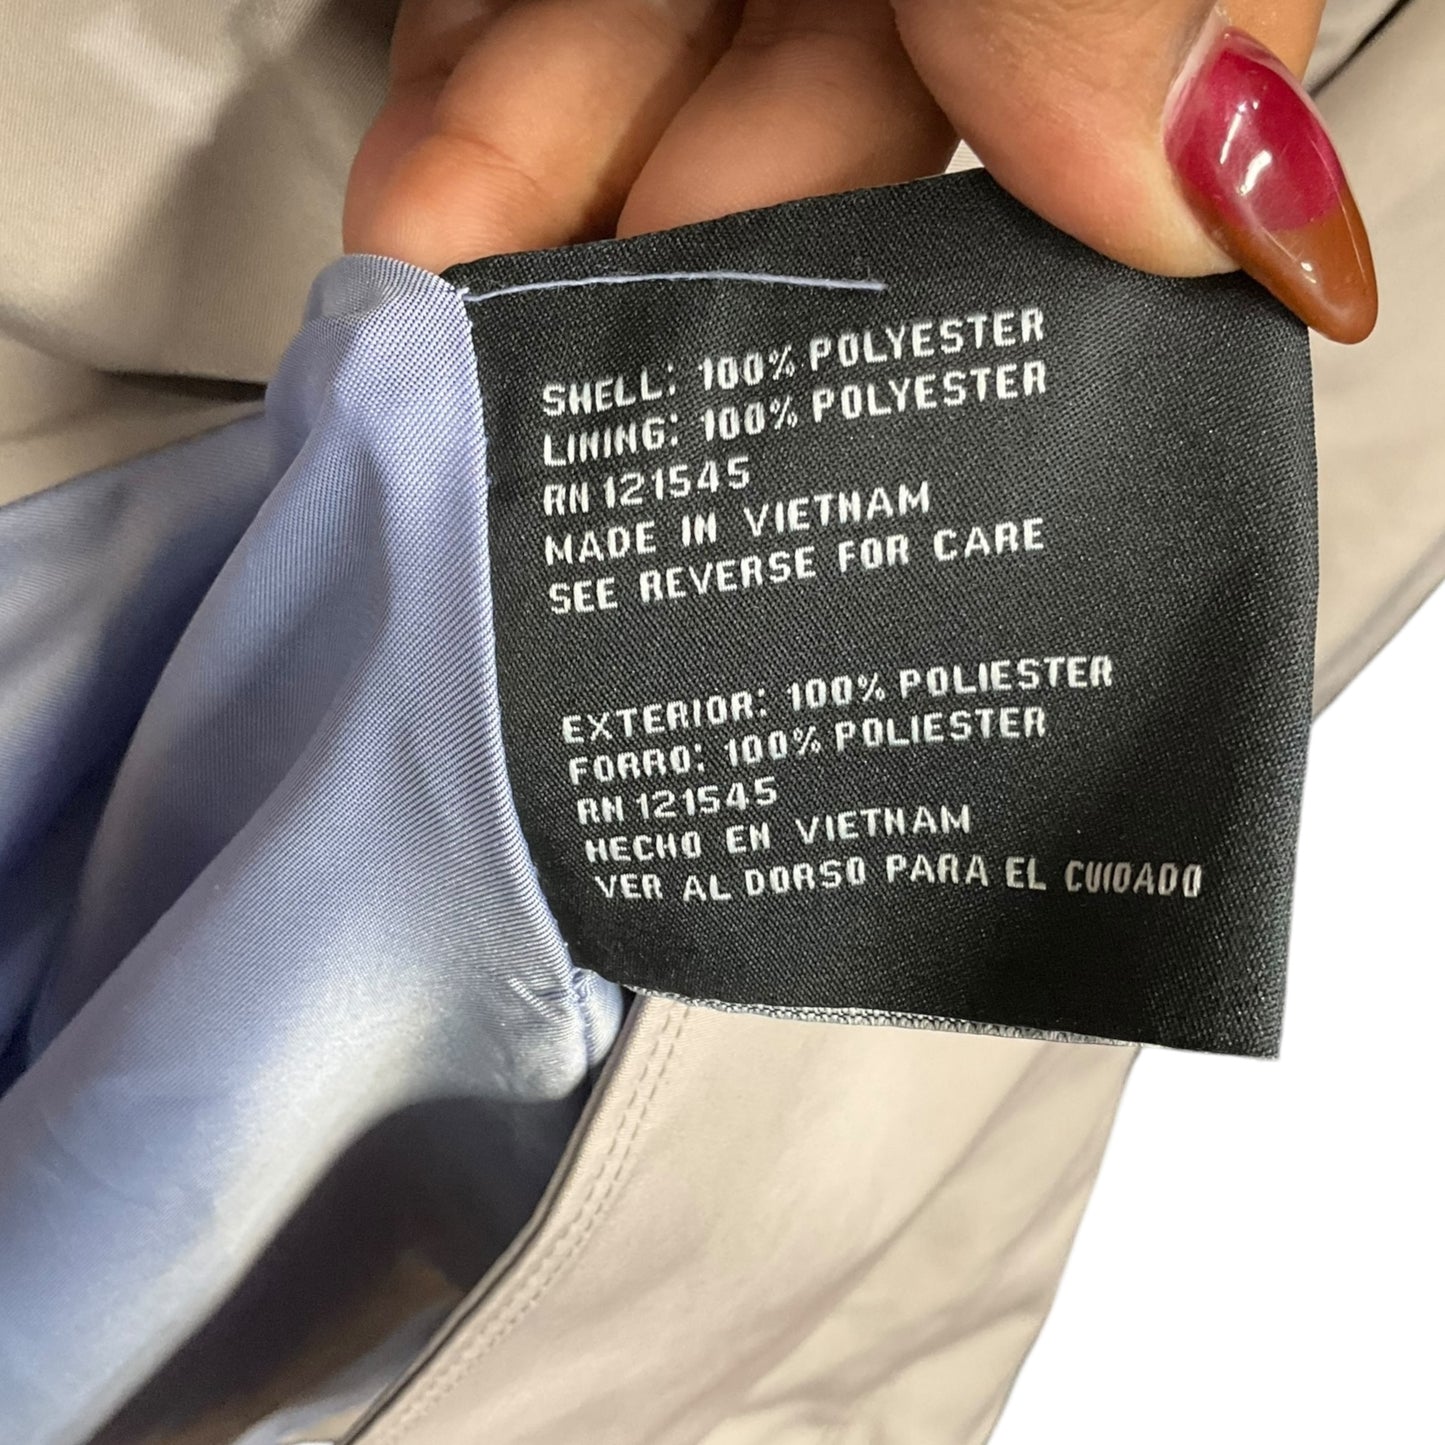 SHELL: 100% POLYESTER
LINING: 100% POLYESTER
RN 121545
MADE IN VIETNAM
SEE REVERSE FOR CARE
EXTERIOR: 100% POLIESTER
FORRO: 100% POLIESTER
RN 121545
HECHO EN VIETNAM
VER AL DORSO PARA EL CUIDADO